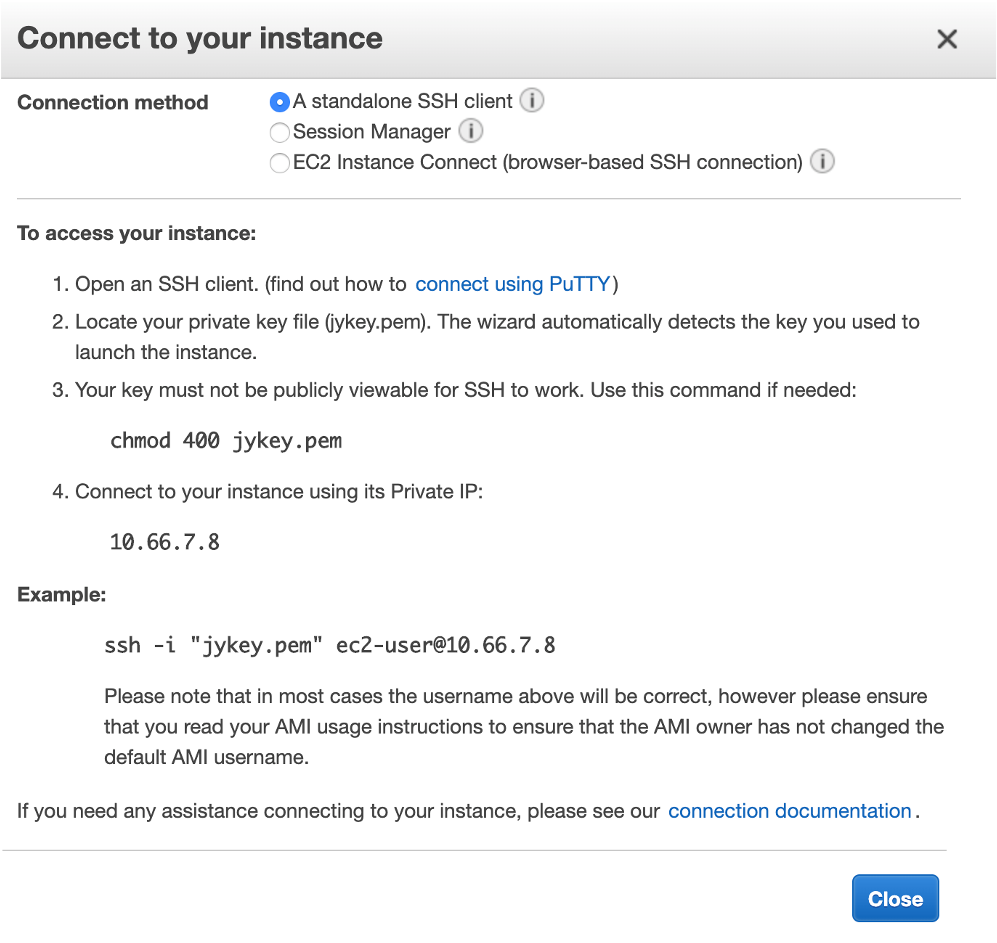 Connect to your instance
Connection method
A standalone SSH client
Session Manager
EC2 Instance Connect (browser-based SSH connection)
To access your instance:
1. Open an SSH client. (find out how to connect using PuTTY)
2. Locate your private key file (jykey.pem). The wizard automatically detects the key you used to
launch the instance.
3. Your key must not be publicly viewable for SSH to work. Use this command if needed:
chmod 400 jykey.pem
4. Connect to your instance using its Private IP:
10.66.7.8
Example:
ssh -i "jykey.pem" ec2-user@10.66.7.8
Please note that in most cases the username above will be correct, however please ensure
that you read your AMI usage instructions to ensure that the AMI owner has not changed the
default AMI username.
If you need any assistance connecting to your instance, please see our connection documentation.
Close